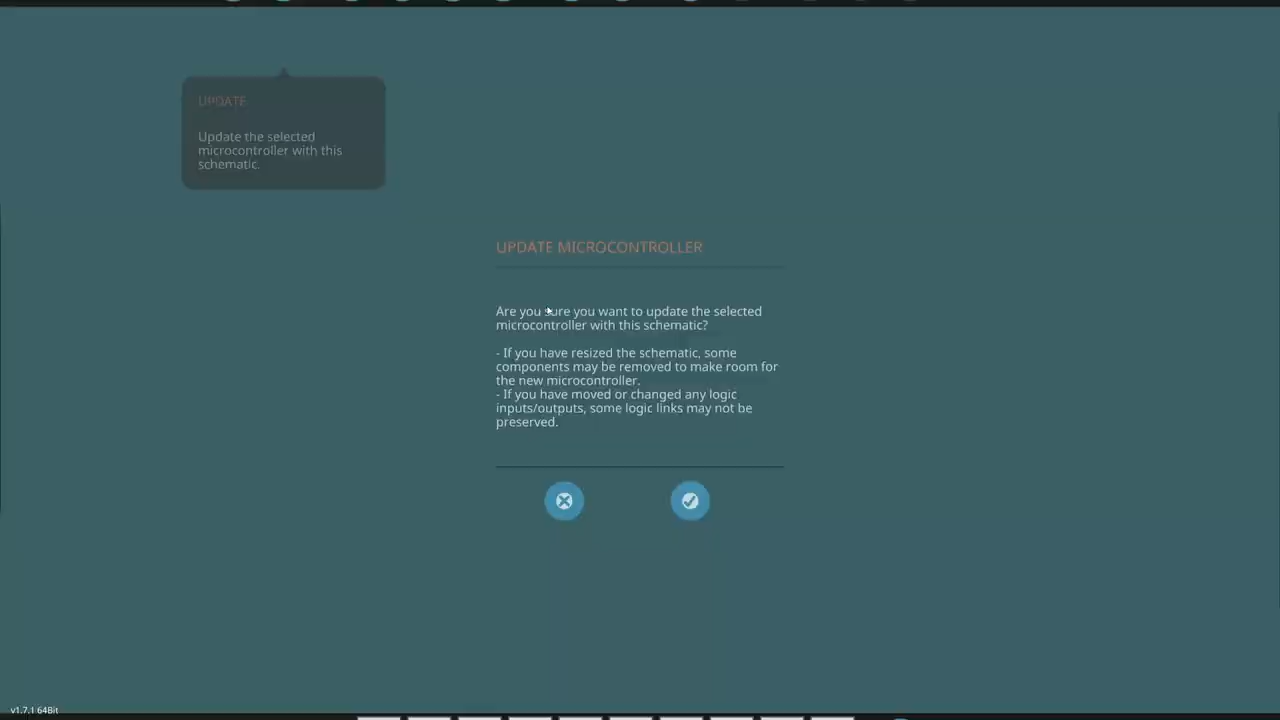 UPDATE
Update the selected
microcontroller with this
schematic.
UPDATE MICROCONTROLLER
Are you sure you want to update the selected
microcontroller with this schematic?
- If you have resized the schematic, some
components may be removed to make room for
the new microcontroller.
- If you have moved or changed any logic
inputs/outputs, some logic links may not be
preserved.
v1.7.1 64Bit